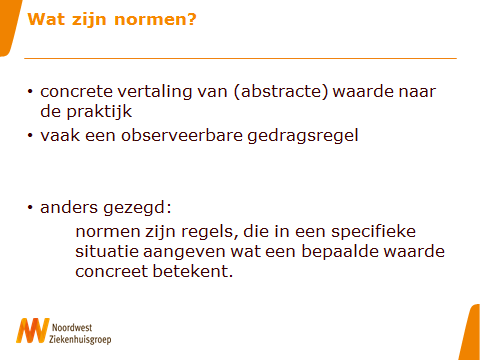 Wat zijn normen?
• concrete vertaling van (abstracte) waarde naar
de praktijk
• vaak een observeerbare gedragsregel
• anders gezegd:
normen zijn regels, die in een specifieke
situatie aangeven wat een bepaalde waarde
concreet betekent.
Noordwest
Ziekenhuisgroep